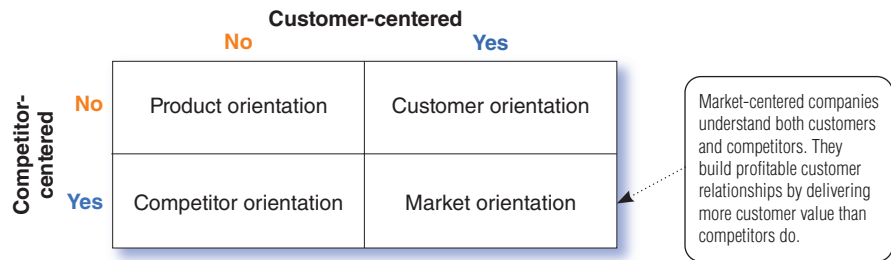 Customer-centered
No
Yes
Competitor-
centered
No
Product orientation
Customer orientation
Yes
Competitor orientation
Market orientation
Market-centered companies
understand both customers
and competitors. They
build profitable customer
relationships by delivering
more customer value than
competitors do.